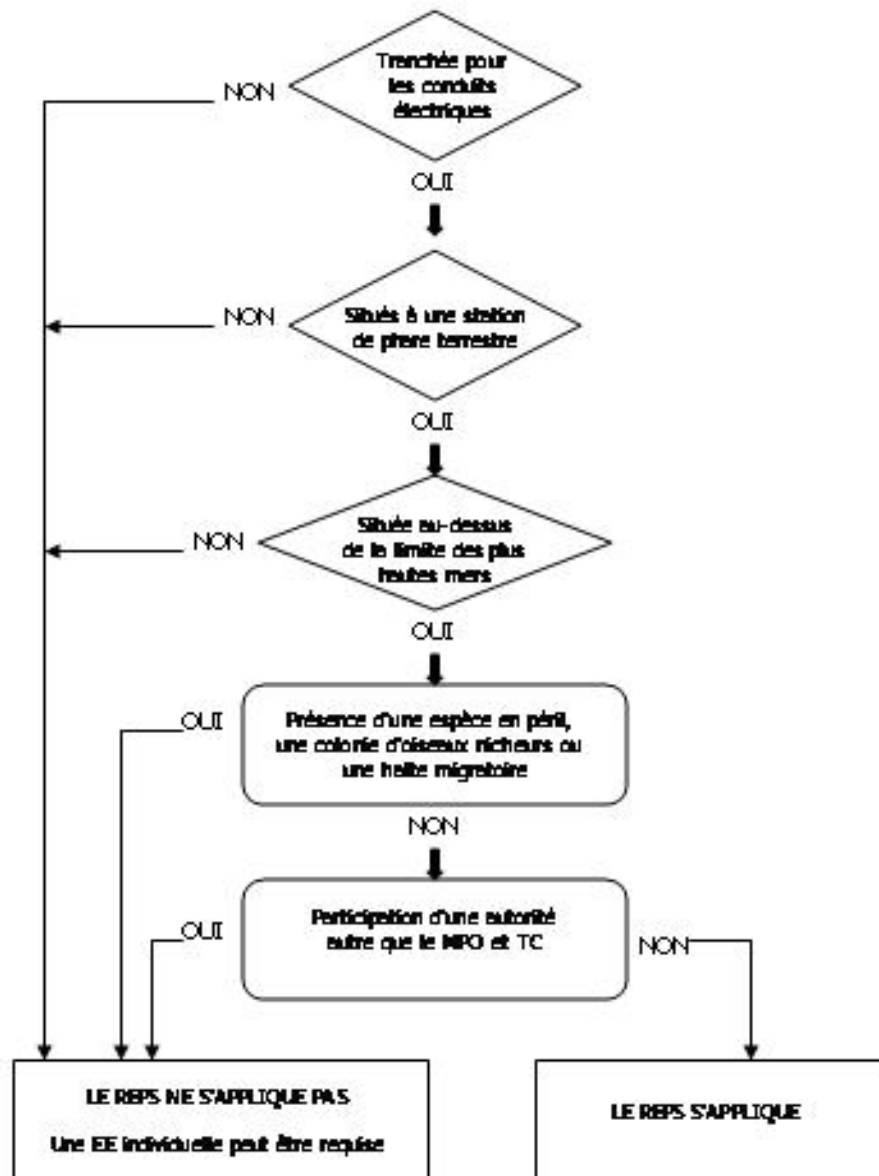 Tranchée pour
les conduits
électriques
NON
OUI
Situés à une station
de phare terrestre
NON
OUI
Située au-dessus
de la limite des plus
hautes mers
NON
OUI
Présence d'une espèce en péril,
une colonie d'oiseaux nicheurs ou
une halte migratoire
OUI
NON
Participation d'une autorité
autre que le MPO et TC
OUI
NON
LE REPS NE S'APPLIQUE PAS
Une EE individuelle peut être requise
LE REPS S'APPLIQUE